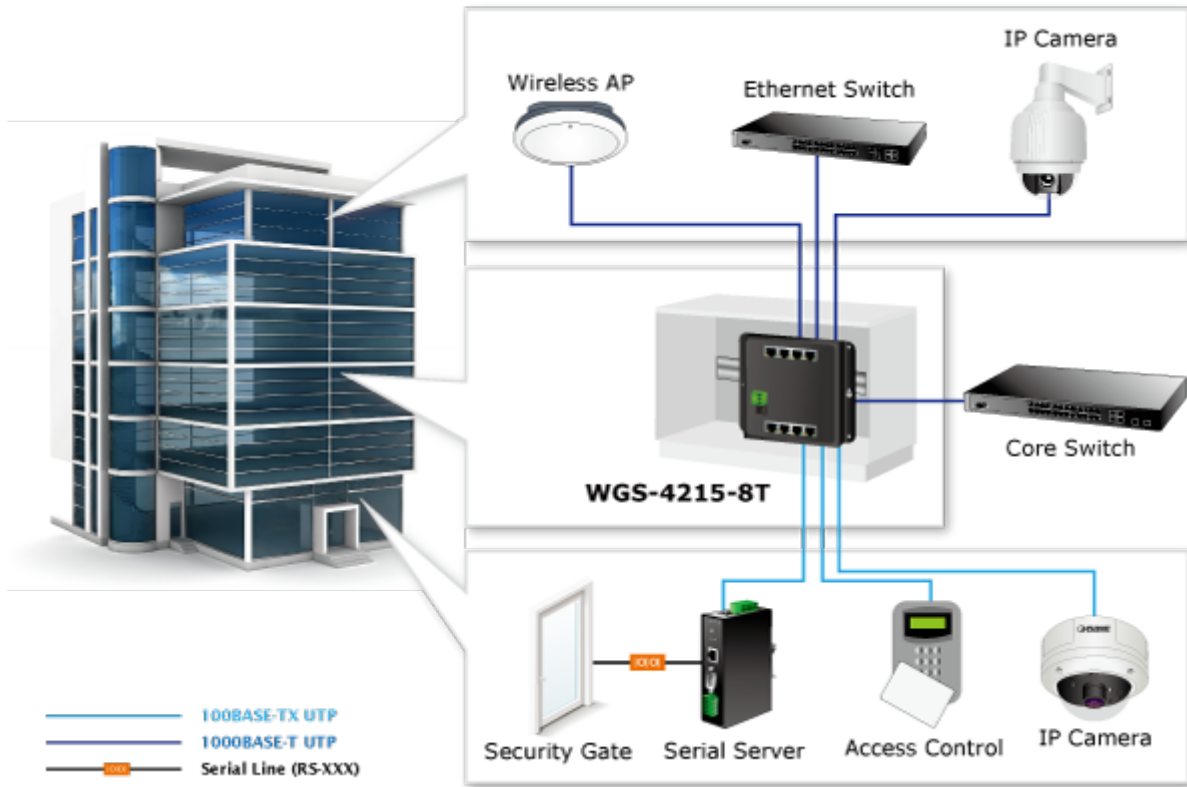 IP Camera
Wireless AP
Ethernet Switch
Core Switch
WGS-4215-8T
Security Gate
Serial Server
Access Control
IP Camera
100BASE-TX UTP
1000BASE-T UTP
Serial Line (RS-XXX)